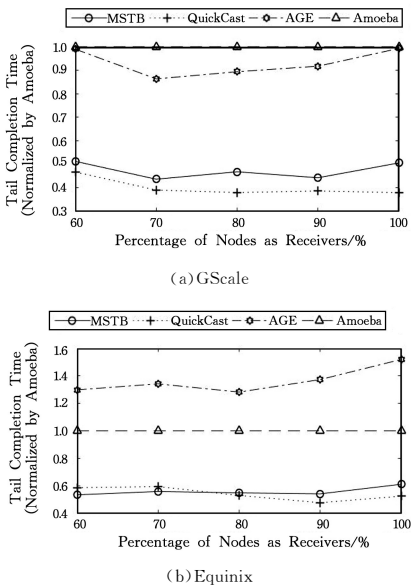 MSTB QuickCast AGE Amoeba
1.0
0.9
0.8
0.7
0.6
0.5
0.4
0.3
60 70 80 90 100
Tail Completion Time
(Normalized by Amoeba)
Percentage of Nodes as Receivers/%
(a)GScale
MSTB QuickCast AGE Amoeba
1.6
1.4
1.2
1.0
0.8
0.6
0.4
60 70 80 90 100
Tail Completion Time
(Normalized by Amoeba)
Percentage of Nodes as Receivers/%
(b)Equinix